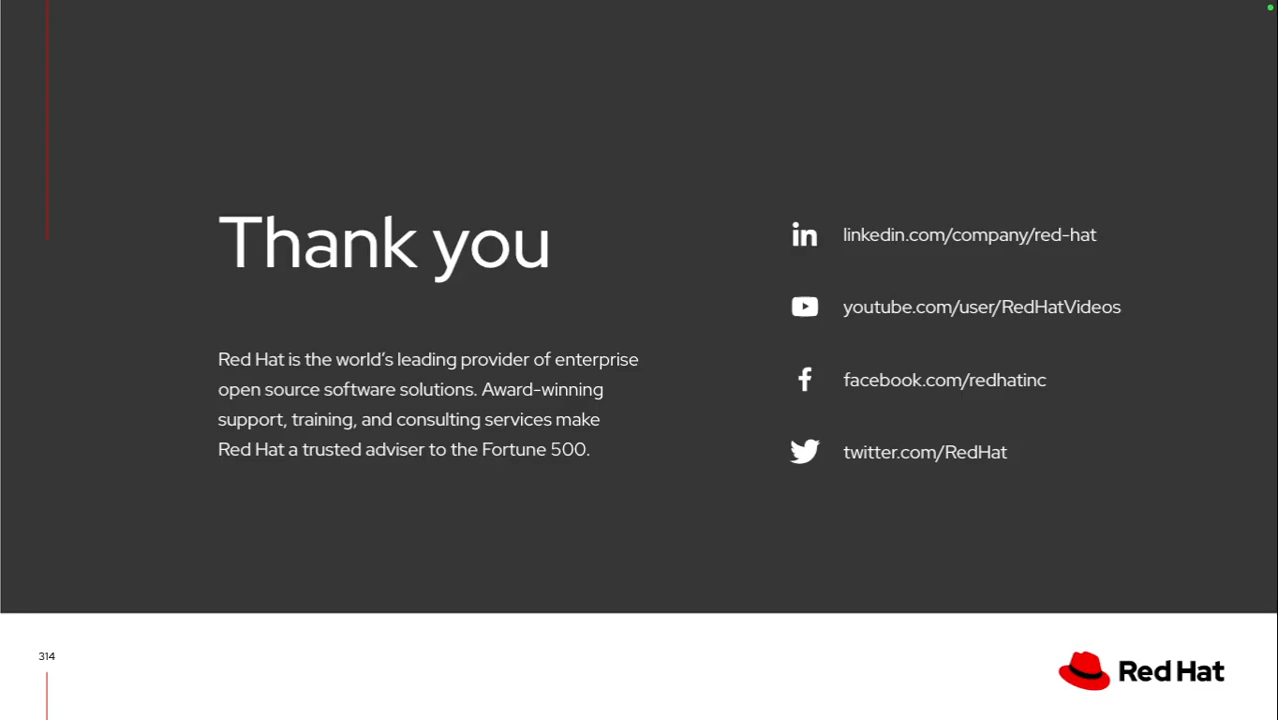 Thank you
Red Hat is the world’s leading provider of enterprise
open source software solutions. Award-winning
support, training, and consulting services make
Red Hat a trusted adviser to the Fortune 500.
linkedin.com/company/red-hat
youtube.com/user/RedHatVideos
facebook.com/redhatinc
twitter.com/RedHat
314
Red Hat